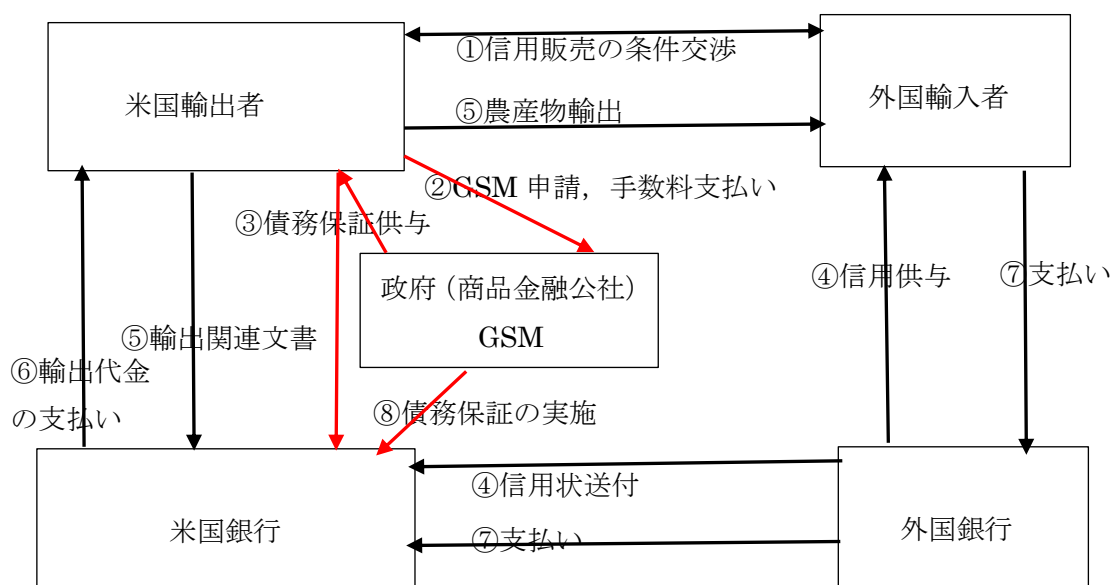 ①信用販売の条件交渉
米国輸出者
外国輸入者
⑤農産物輸出
②GSM 申請，手数料支払い
③債務保証供与
政府（商品金融公社）
GSM
④信用供与
⑦支払い
⑤輸出関連文書
⑥輸出代金
の支払い
⑧債務保証の実施
④信用状送付
米国銀行
⑦支払い
外国銀行